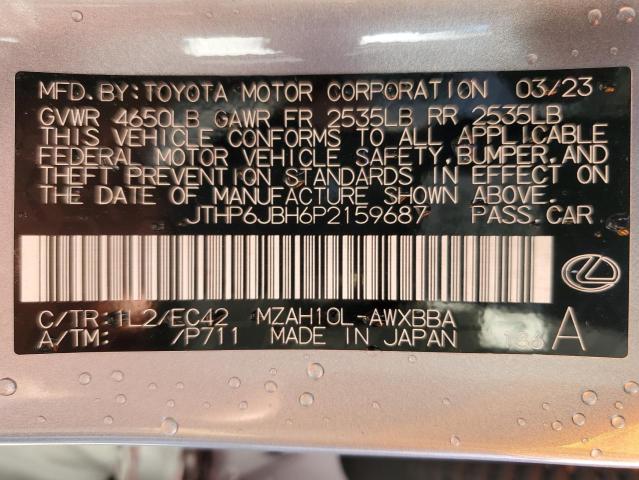 MFD.BY:TOYOTA MOTOR CORPORATION 03/23
GVWR 4650LB GAWR FR 2535LB RR 2535LB
THIS VEHICLE CONFORMS TO ALL APPLICABLE
FEDERAL MOTOR VEHICLE SAFETY,BUMPER,AND
THEFT PREVENTION STANDARDS IN EFFECT ON
THE DATE OF MANUFACTURE SHOWN ABOVE.
JTHP6JBH6P2159687 PASS.CAR
C/TR: 1L2/EC42 MZAH10L-AWXBBA
A/TM: /P711 MADE IN JAPAN A